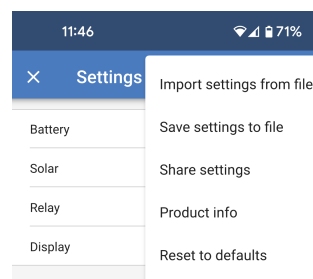 11:46
71%
Settings
Import settings from file
Save settings to file
Share settings
Product info
Reset to defaults
Battery
Solar
Relay
Display